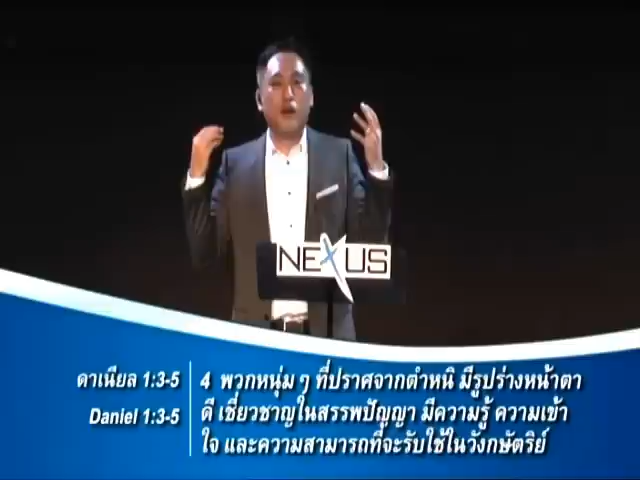 NEXUS
ดาเนียล 1:3-5
Daniel 1:3-5
4 พวกหนุ่มๆ ที่ปราศจากตำหนิ มีรูปร่างหน้าตา
ดี เชี่ยวชาญในสรรพปัญญา มีความรู้ ความเข้า
ใจ และความสามารถที่จะรับใช้ในวังกษัตริย์